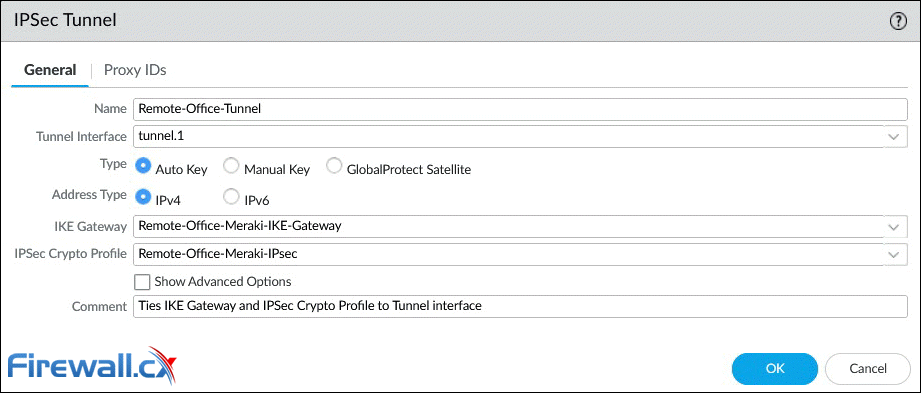 IPSec Tunnel ?
General Proxy IDs
Name Remote-Office-Tunnel
Tunnel Interface tunnel.1
Type Auto Key Manual Key GlobalProtect Satellite
Address Type IPv4 IPv6
IKE Gateway Remote-Office-Meraki-IKE-Gateway
IPSec Crypto Profile Remote-Office-Meraki-IPsec
Show Advanced Options
Comment Ties IKE Gateway and IPSec Crypto Profile to Tunnel interface
Firewall.cx
OK Cancel